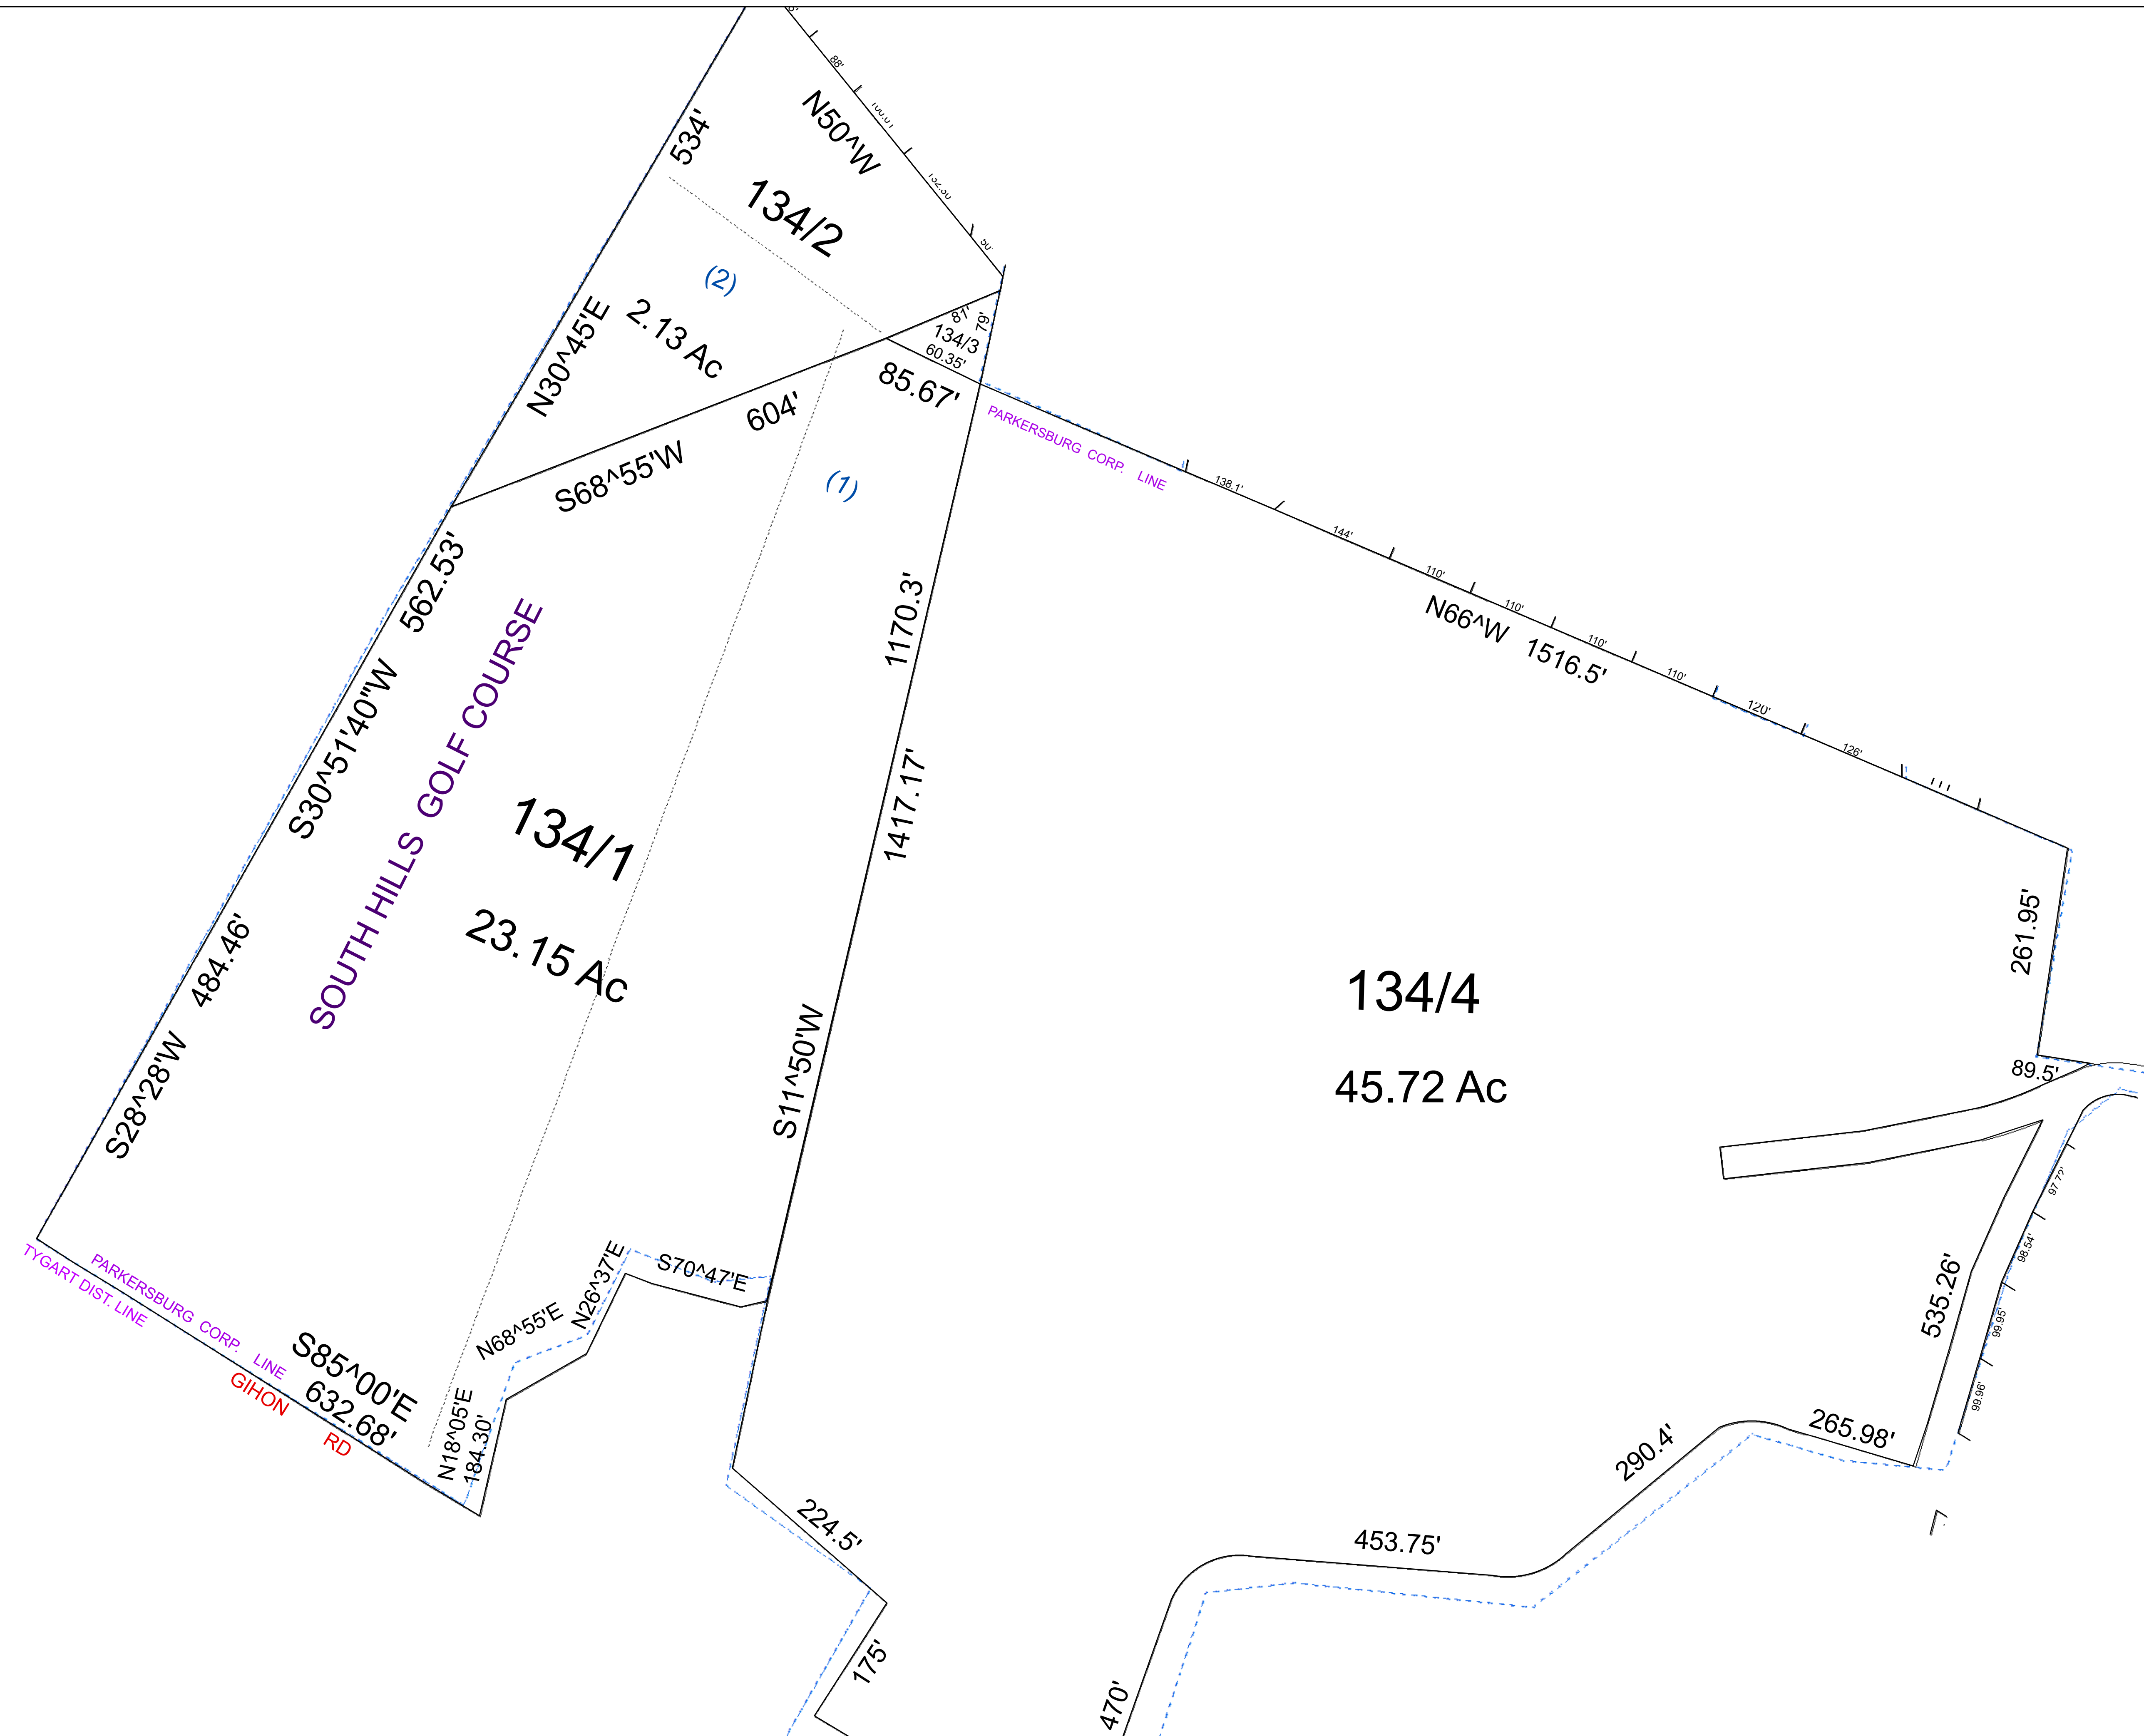 88'
N50^W
534'
134/2
50'
(2)
2.13 Ac
N30^45'E
81'
79'
134/3
60.35'
85.67'
604'
S68^55'W
PARKERSBURG CORP. LINE
(1)
138.1'
144'
110'
110'
110'
110'
120'
126'
N66^W 1516.5'
562.53'
S30^51'40"W
1170.3'
1417.17'
S11^50'W
SOUTH HILLS GOLF COURSE
134/1
23.15 Ac
484.46'
S28^28'W
134/4
45.72 Ac
261.95'
89.5'
97.72'
98.54'
99.95'
99.96'
535.26'
265.98'
290.4'
453.75'
470'
175'
224.5'
S70^47'E
N26^37'E
N68^55'E
N18^05'E
184.30'
PARKERSBURG CORP. LINE
TYGART DIST. LINE
S85^00'E
632.68'
GIHON RD